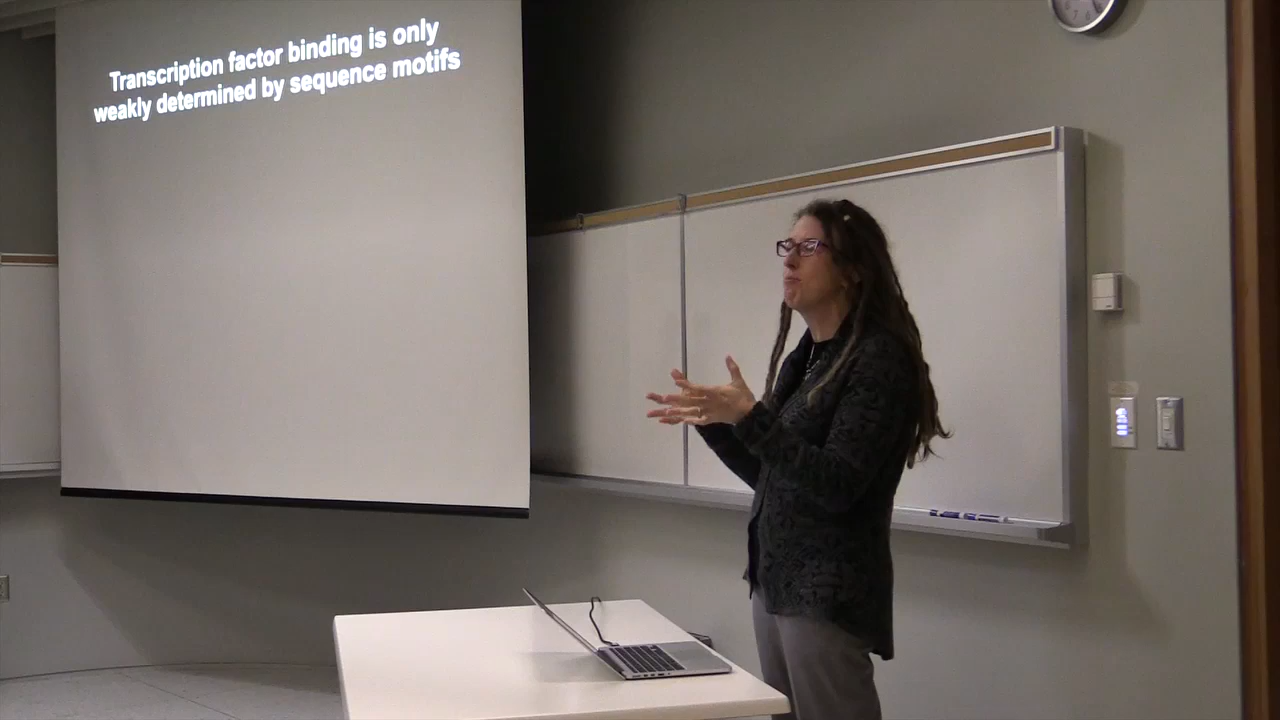 Transcription factor binding is only
weakly determined by sequence motifs